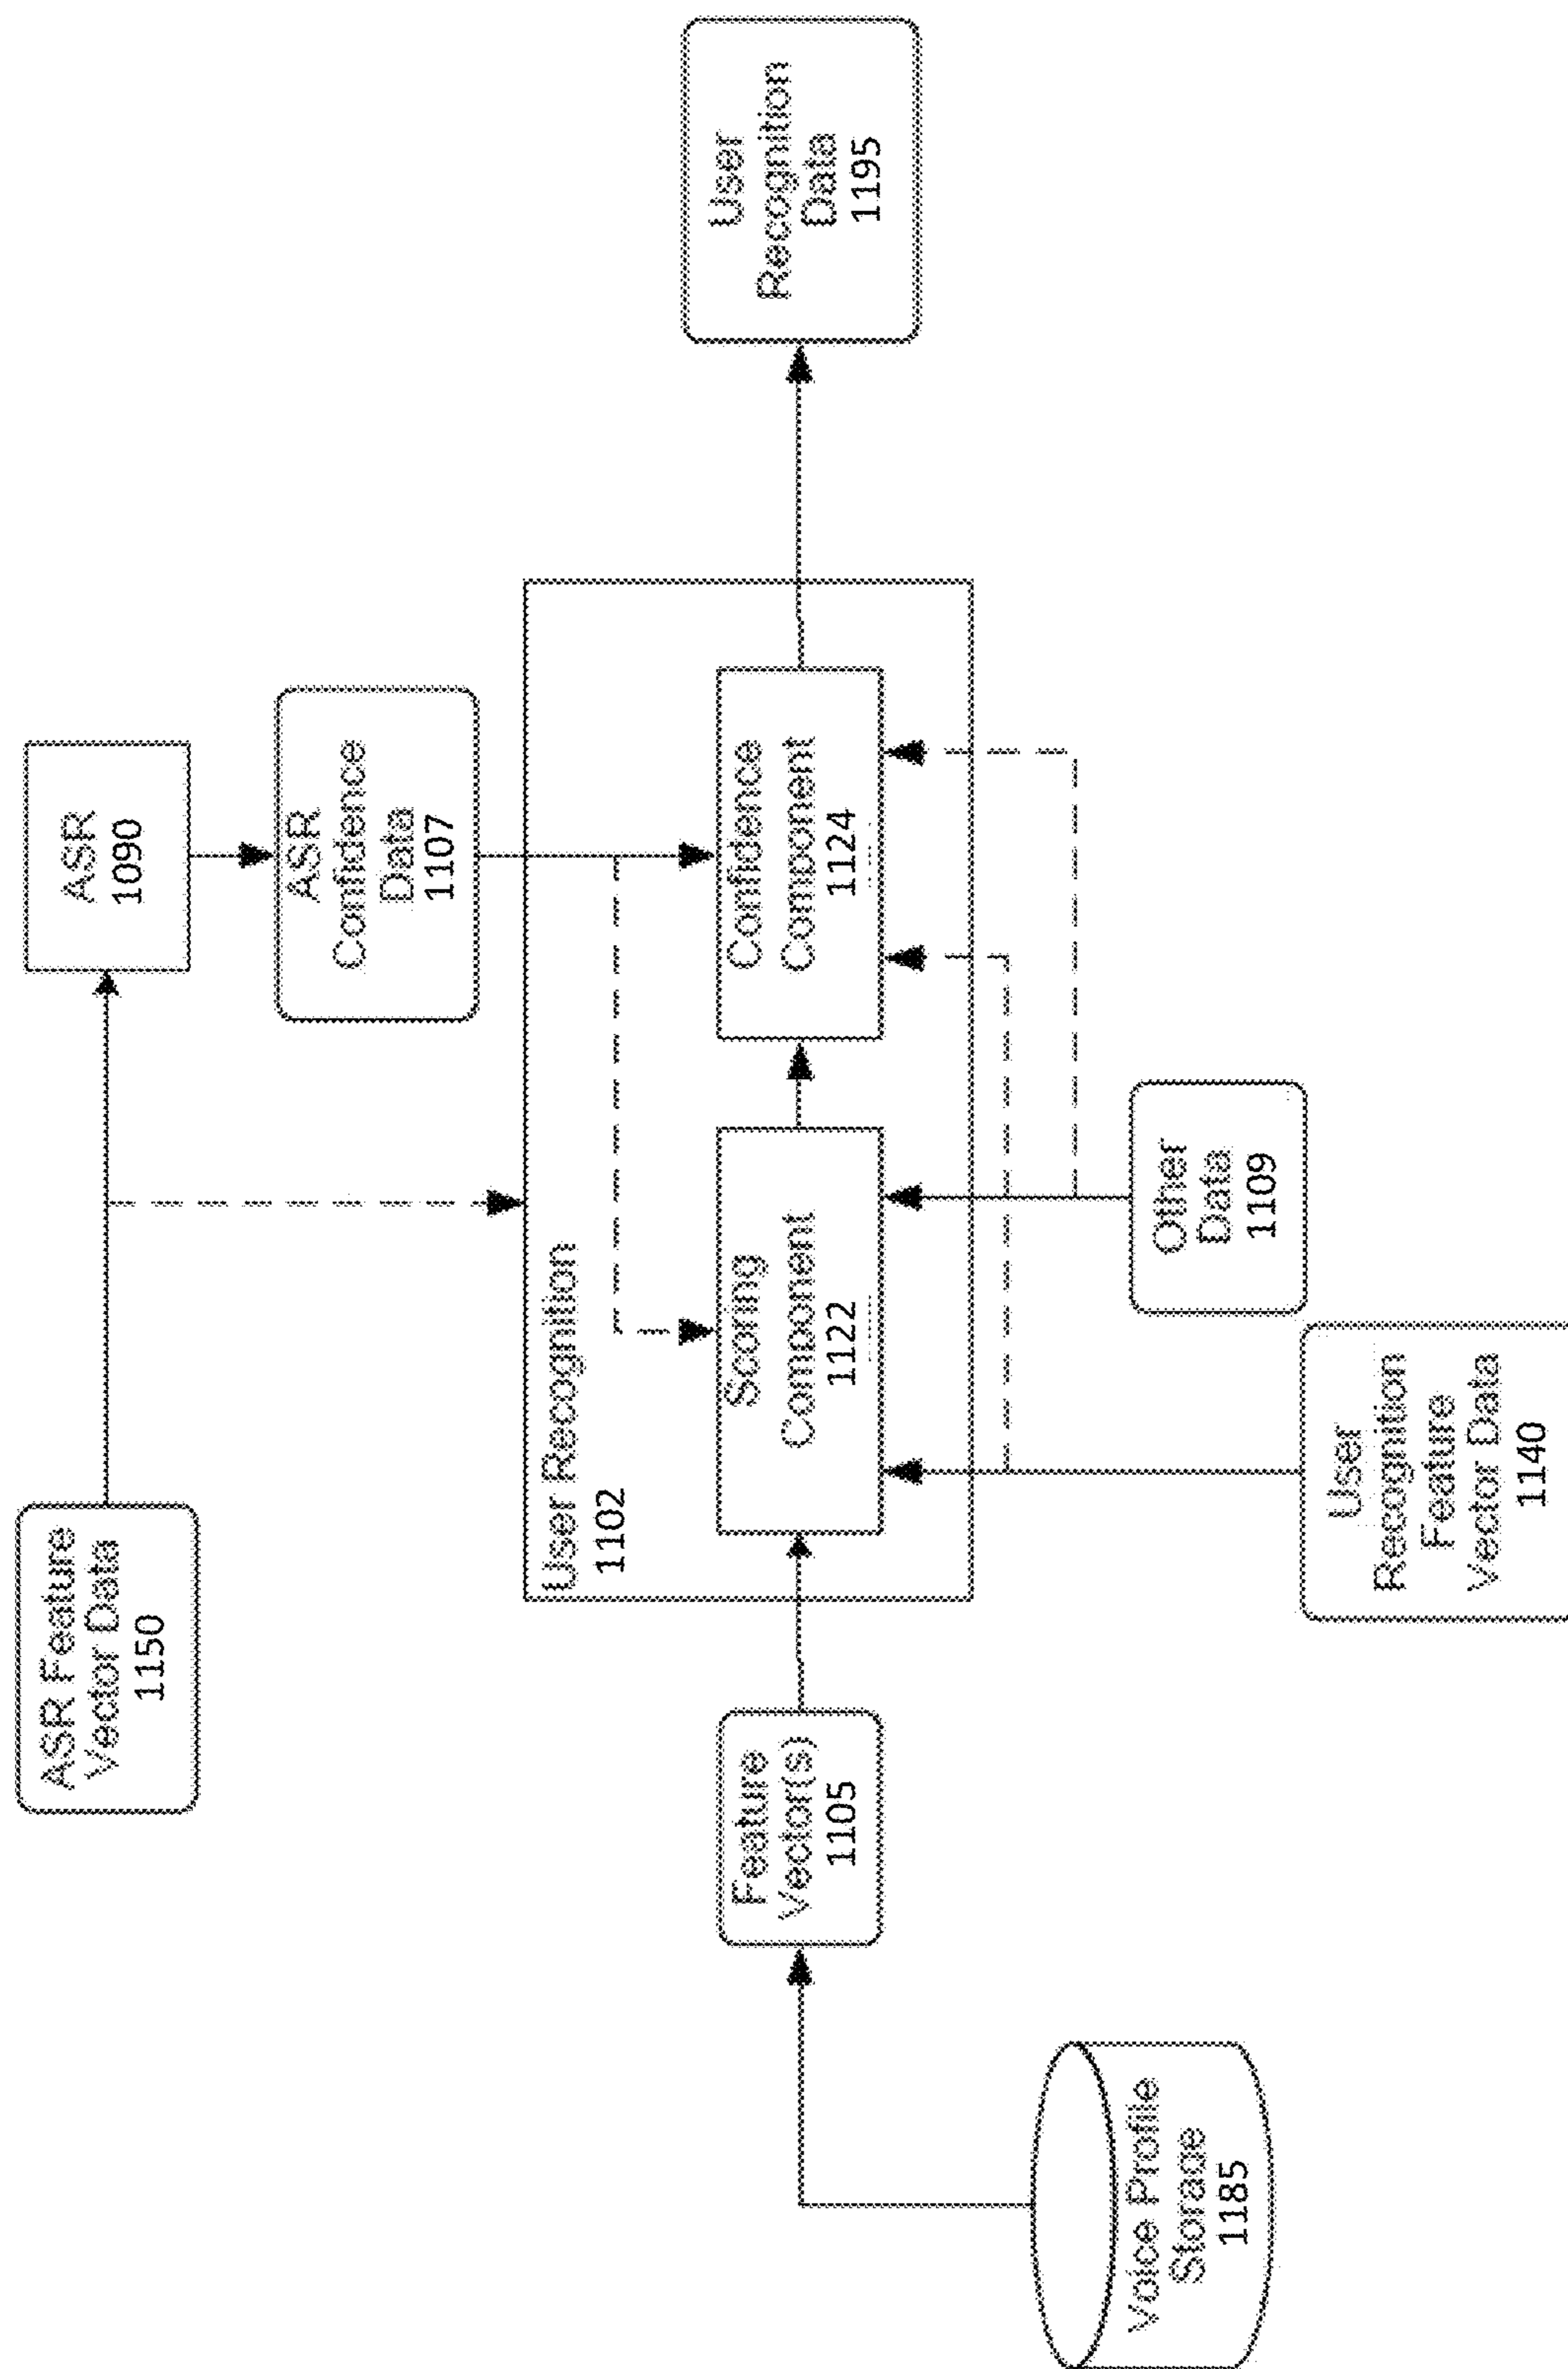 ASR Feature
Vector Data
1150
ASR
1090
ASR
Confidence
Data
1107
User Recognition
1102
Voice Profile
Storage
1185
Feature
Vector(s)
1105
Scoring
Component
1122
Confidence
Component
1124
User
Recognition
Data
1195
Other
Data
1109
User
Recognition
Feature
Vector Data
1140